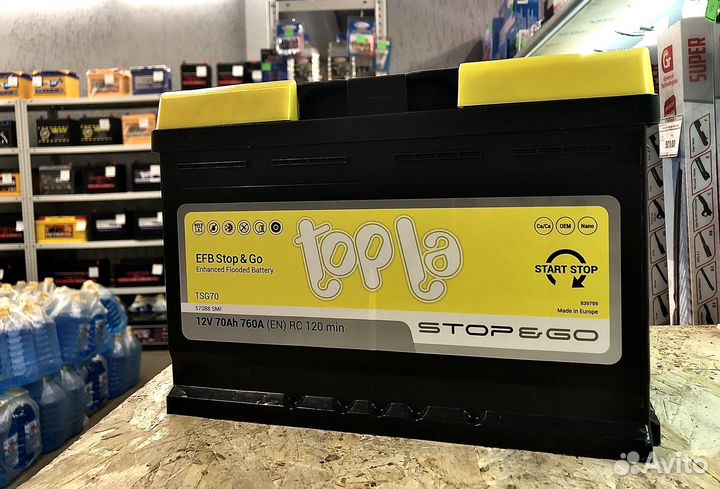 EFB Stop & Go
Enhanced Flooded Battery
topla
Ca/Ca
OEM
Nano
START STOP
TSG70
57088 SMF
839799
Made in Europe
12V 70Ah 760A (EN) RC 120 min
STOP&GO
SUPER
Avito